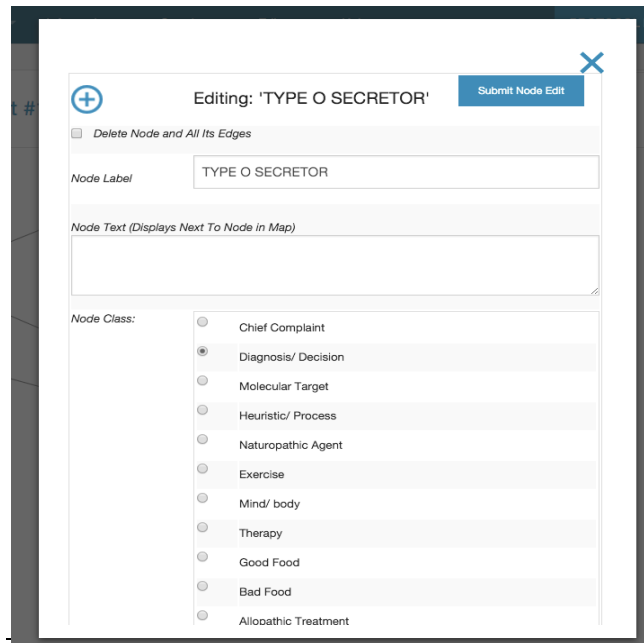 t #
Editing: 'TYPE O SECRETOR'
Submit Node Edit
Delete Node and All Its Edges
Node Label
TYPE O SECRETOR
Node Text (Displays Next To Node in Map)
Node Class:
Chief Complaint
Diagnosis/ Decision
Molecular Target
Heuristic/ Process
Naturopathic Agent
Exercise
Mind/ body
Therapy
Good Food
Bad Food
Allopathic Treatment